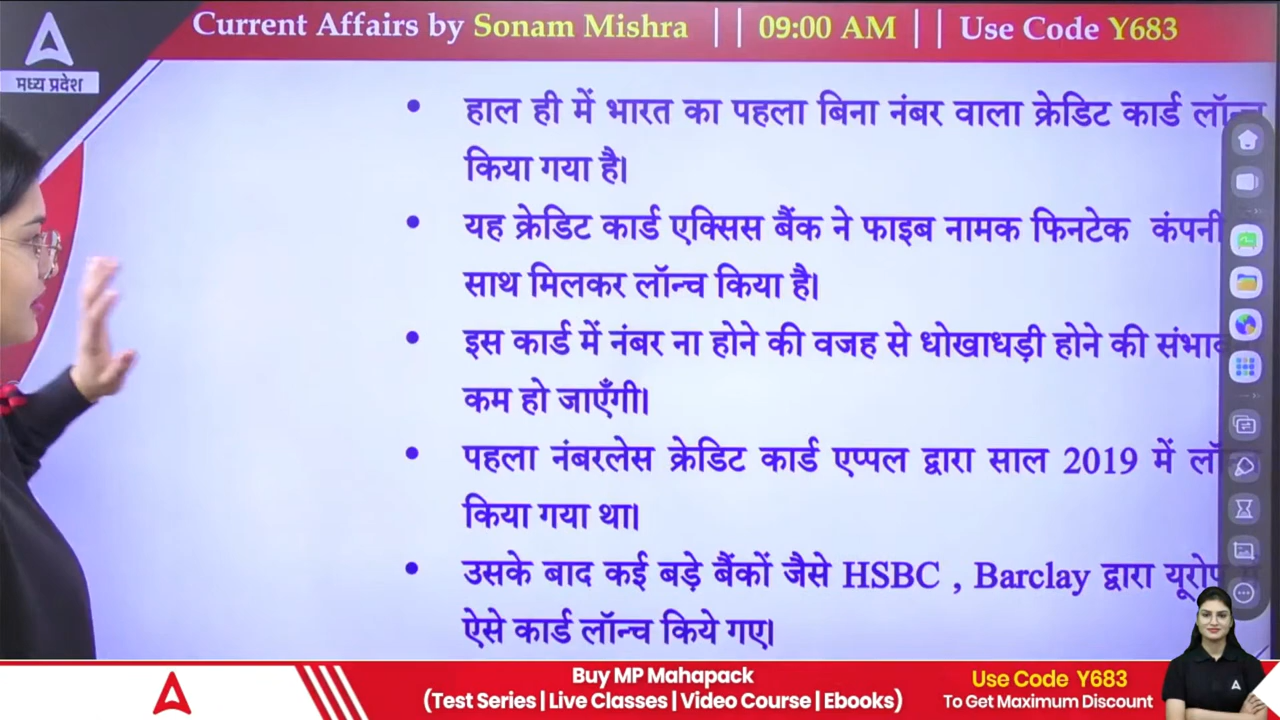 Current Affairs by Sonam Mishra || 09:00 AM || Use Code Y683
मध्य प्रदेश
• हाल ही में भारत का पहला बिना नंबर वाला क्रेडिट कार्ड लॉन्च
किया गया है।
• यह क्रेडिट कार्ड एक्सिस बैंक ने फाइब नामक फिनटेक कंपनी
साथ मिलकर लॉन्च किया है।
• इस कार्ड में नंबर ना होने की वजह से धोखाधड़ी होने की
कम हो जाएँगी।
• पहला नंबरलेस क्रेडिट कार्ड एप्पल द्वारा साल 2019 में
किया गया था।
• उसके बाद कई बड़े बैंकों जैसे HSBC , Barclay द्वारा
ऐसे कार्ड लॉन्च किये गए।
Buy MP Mahapack
(Test Series | Live Classes | Video Course | Ebooks)
Use Code Y683
To Get Maximum Discount